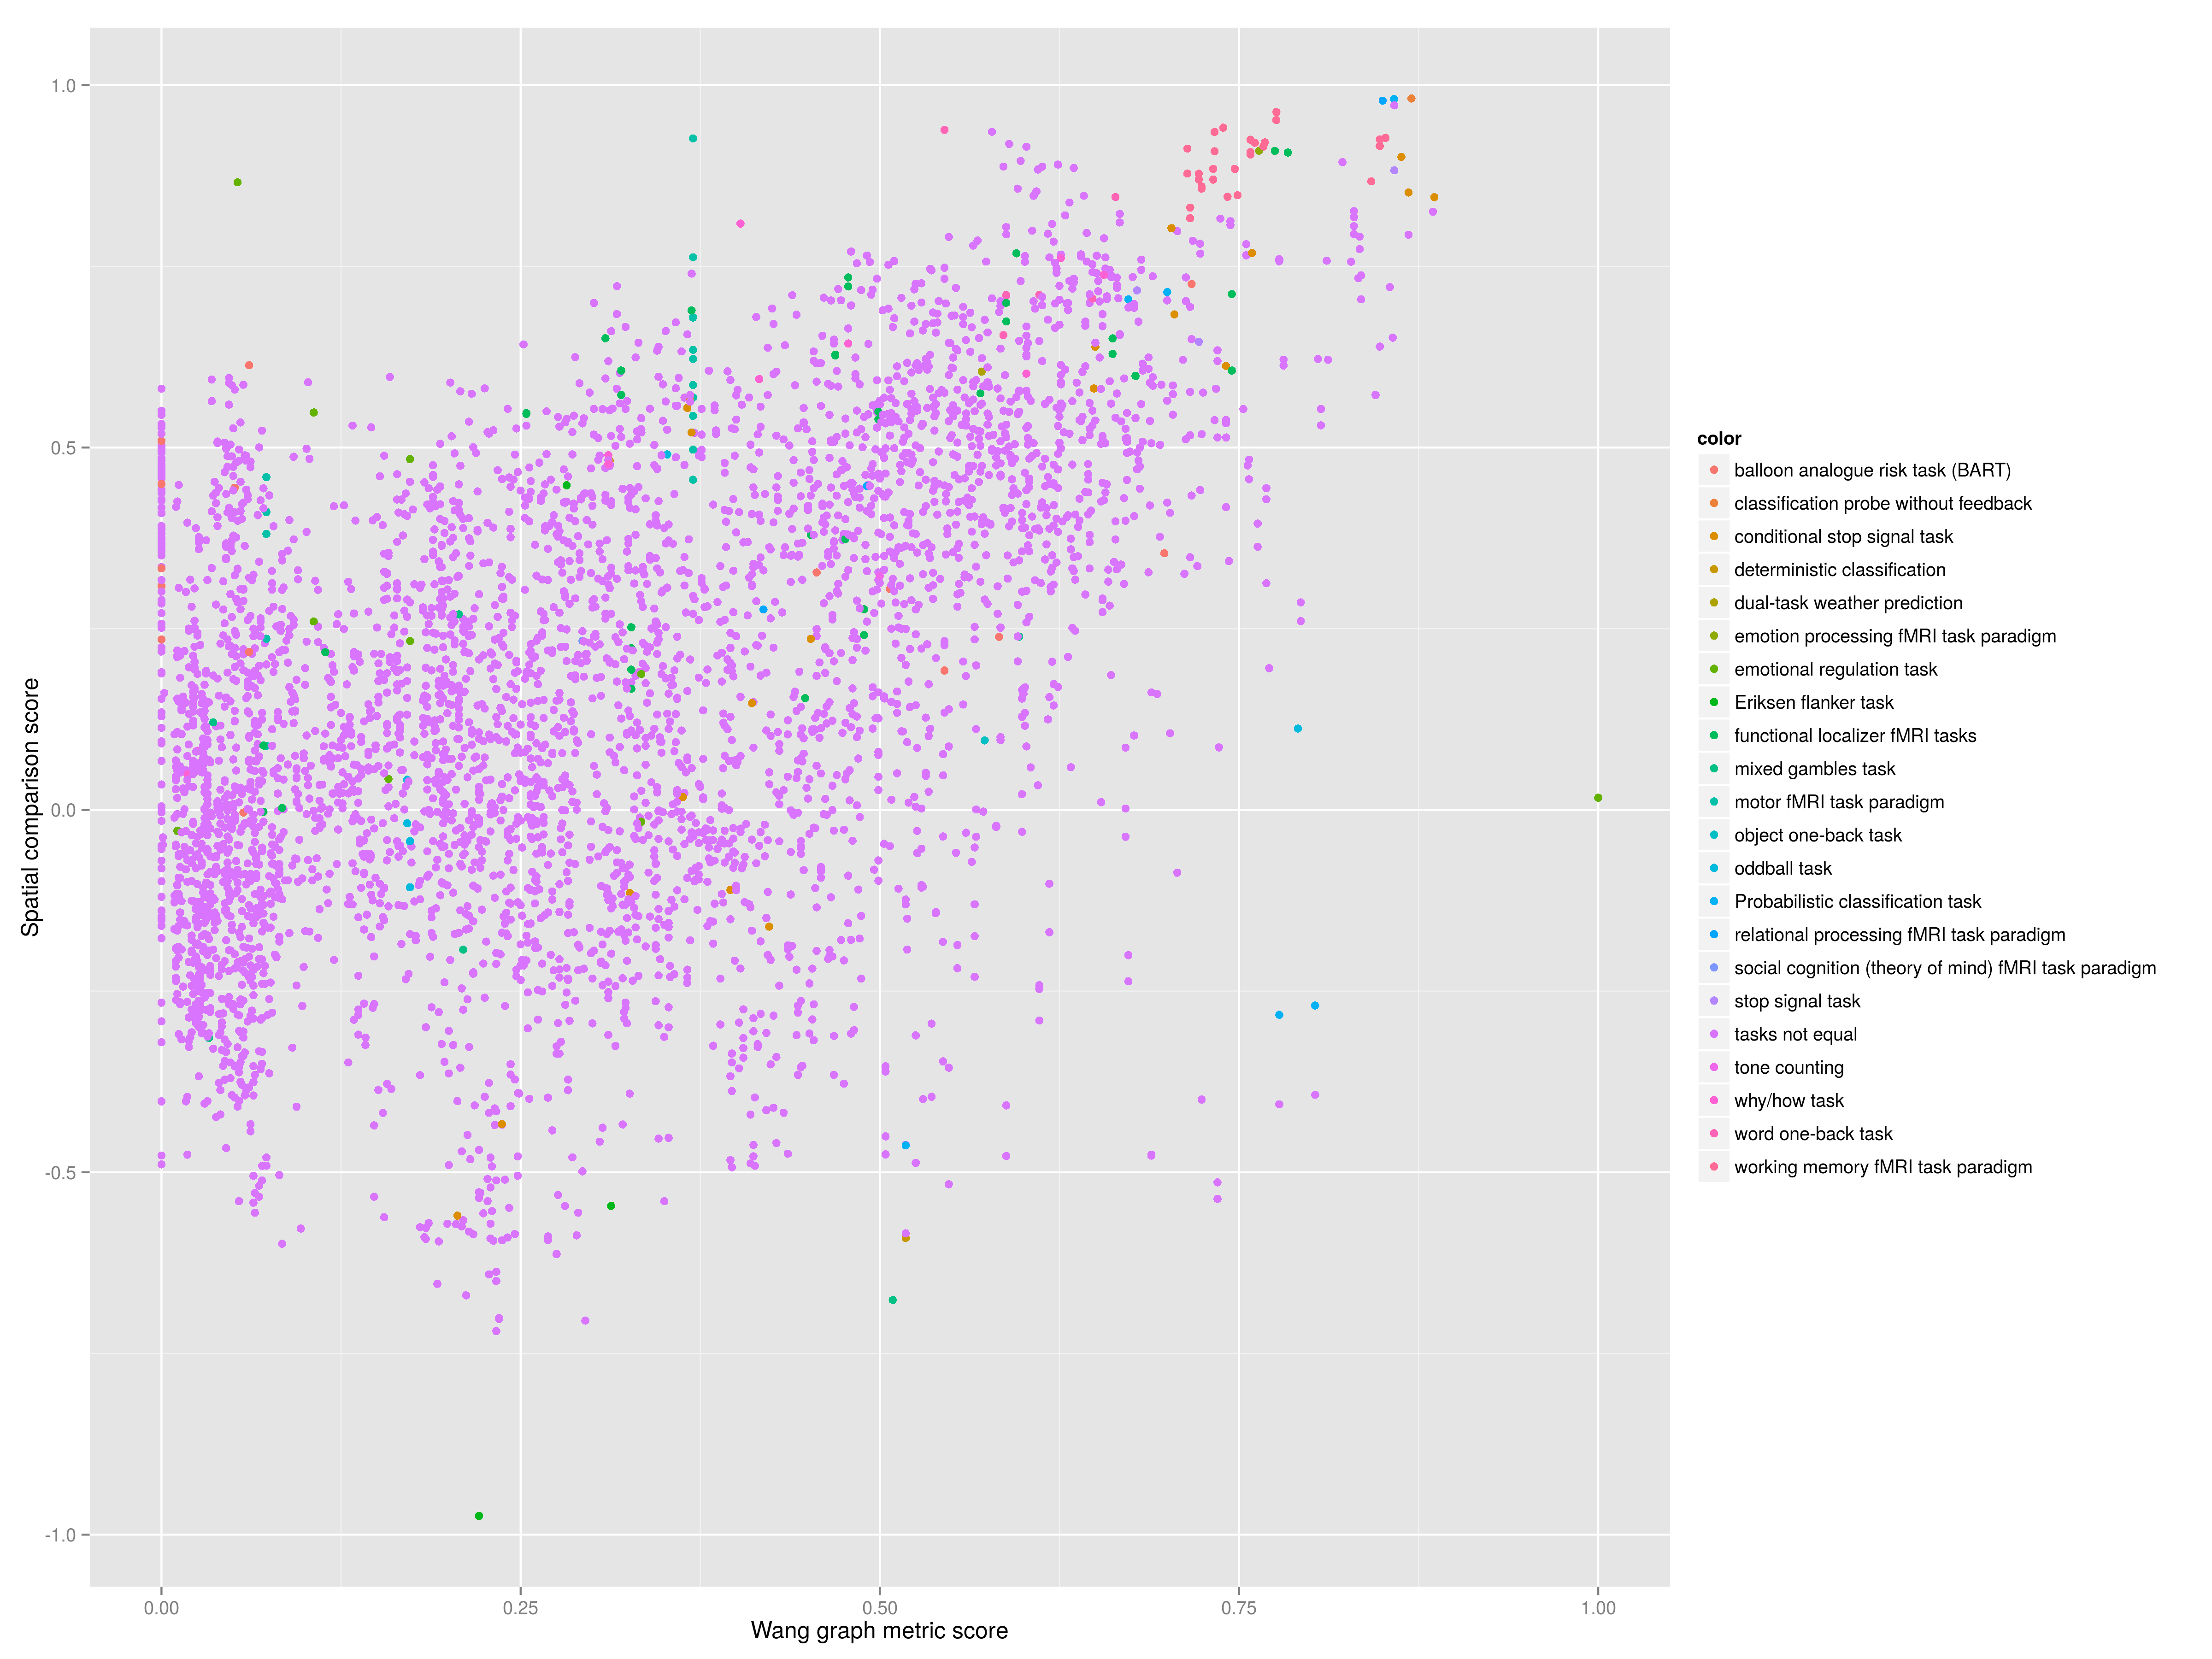 1.0
0.5
0.0
-0.5
-1.0
Spatial comparison score
0.00
0.25
0.50
0.75
1.00
Wang graph metric score
color
balloon analogue risk task (BART)
classification probe without feedback
conditional stop signal task
deterministic classification
dual-task weather prediction
emotion processing fMRI task paradigm
emotional regulation task
Eriksen flanker task
functional localizer fMRI tasks
mixed gambles task
motor fMRI task paradigm
object one-back task
oddball task
Probabilistic classification task
relational processing fMRI task paradigm
social cognition (theory of mind) fMRI task paradigm
stop signal task
tasks not equal
tone counting
why/how task
word one-back task
working memory fMRI task paradigm